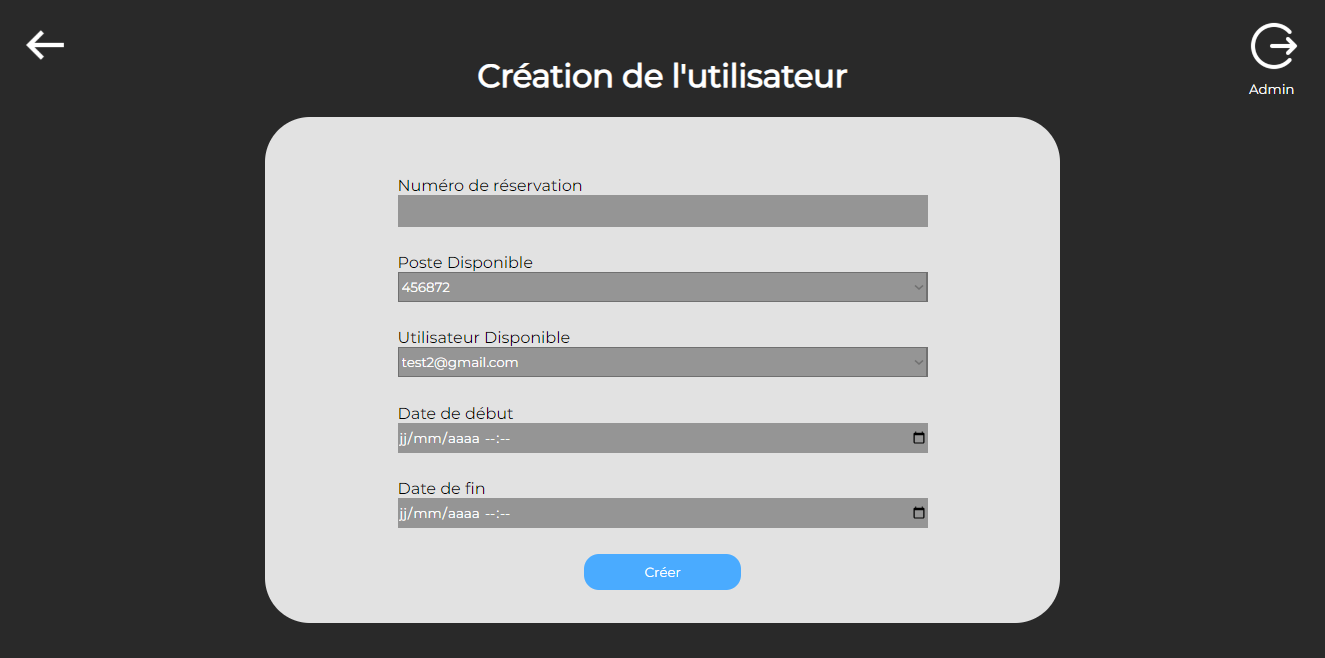 Création de l'utilisateur
Admin
Numéro de réservation
Poste Disponible
456872
Utilisateur Disponible
test2@gmail.com
Date de début
jj/mm/aaaa --:--
Date de fin
jj/mm/aaaa --:--
Créer